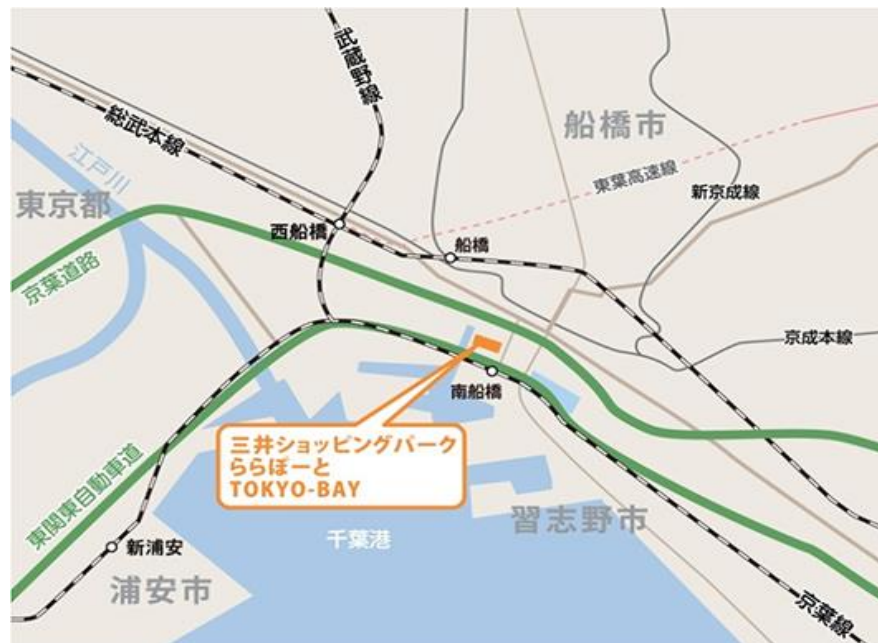 武蔵野線
総武本線
船橋市
江戸川
東葉高速線
新京成線
東京都
西船橋
船橋
京葉道路
京成本線
南船橋
三井ショッピングパーク
ららぽーと
TOKYO-BAY
東関東自動車道
習志野市
千葉港
新浦安
浦安市
京葉線